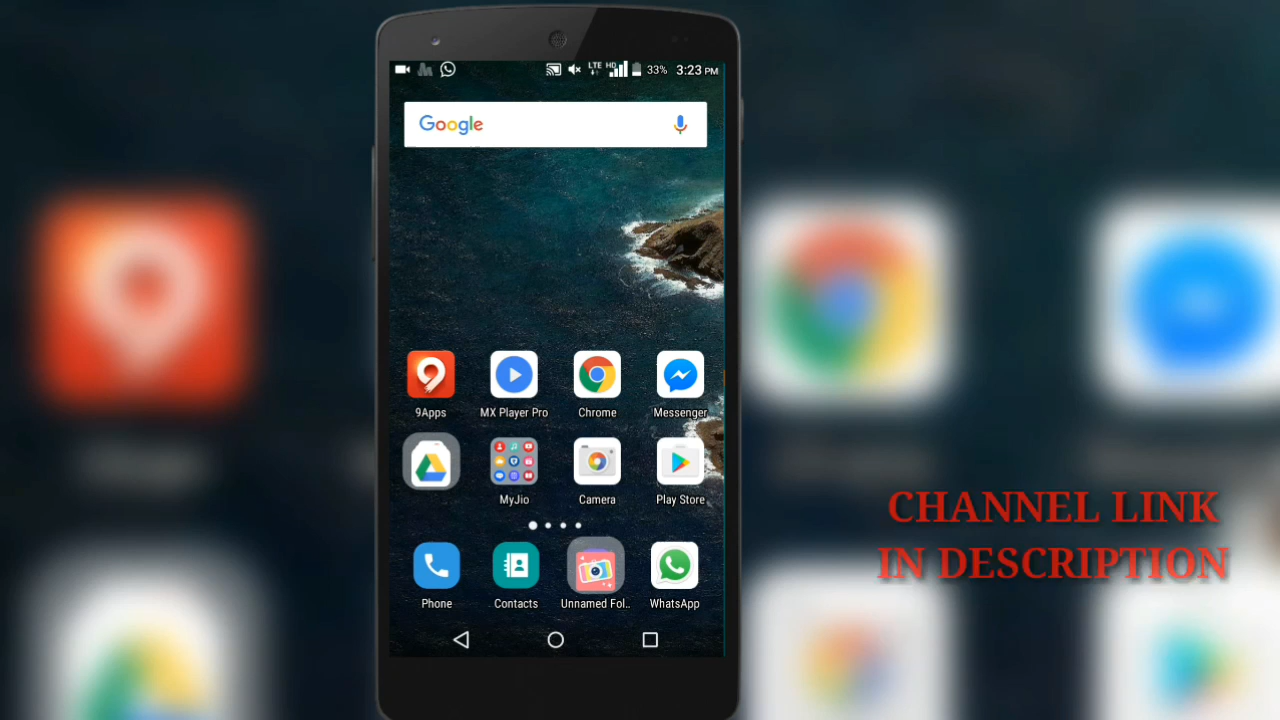 LTE HD 33% 3:23 PM
Google
9Apps MX Player Pro Chrome Messenger
MyJio Camera Play Store
CHANNEL LINK
IN DESCRIPTION
Phone Contacts Unnamed Fol.. WhatsApp